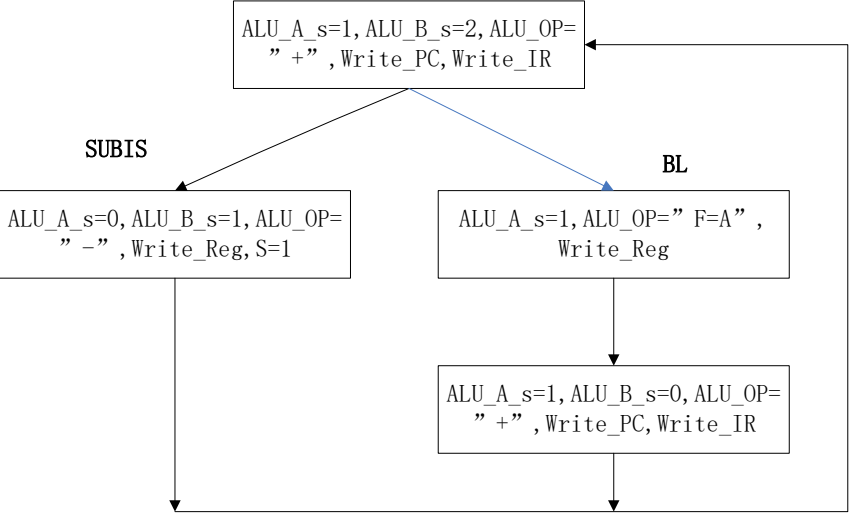 ALU_A_s=1,ALU_B_s=2,ALU_OP=
”+”,Write_PC,Write_IR
SUBIS
BL
ALU_A_s=0,ALU_B_s=1,ALU_OP=
”-”,Write_Reg,S=1
ALU_A_s=1,ALU_OP=”F=A”,
Write_Reg
ALU_A_s=1,ALU_B_s=0,ALU_OP=
”+”,Write_PC,Write_IR